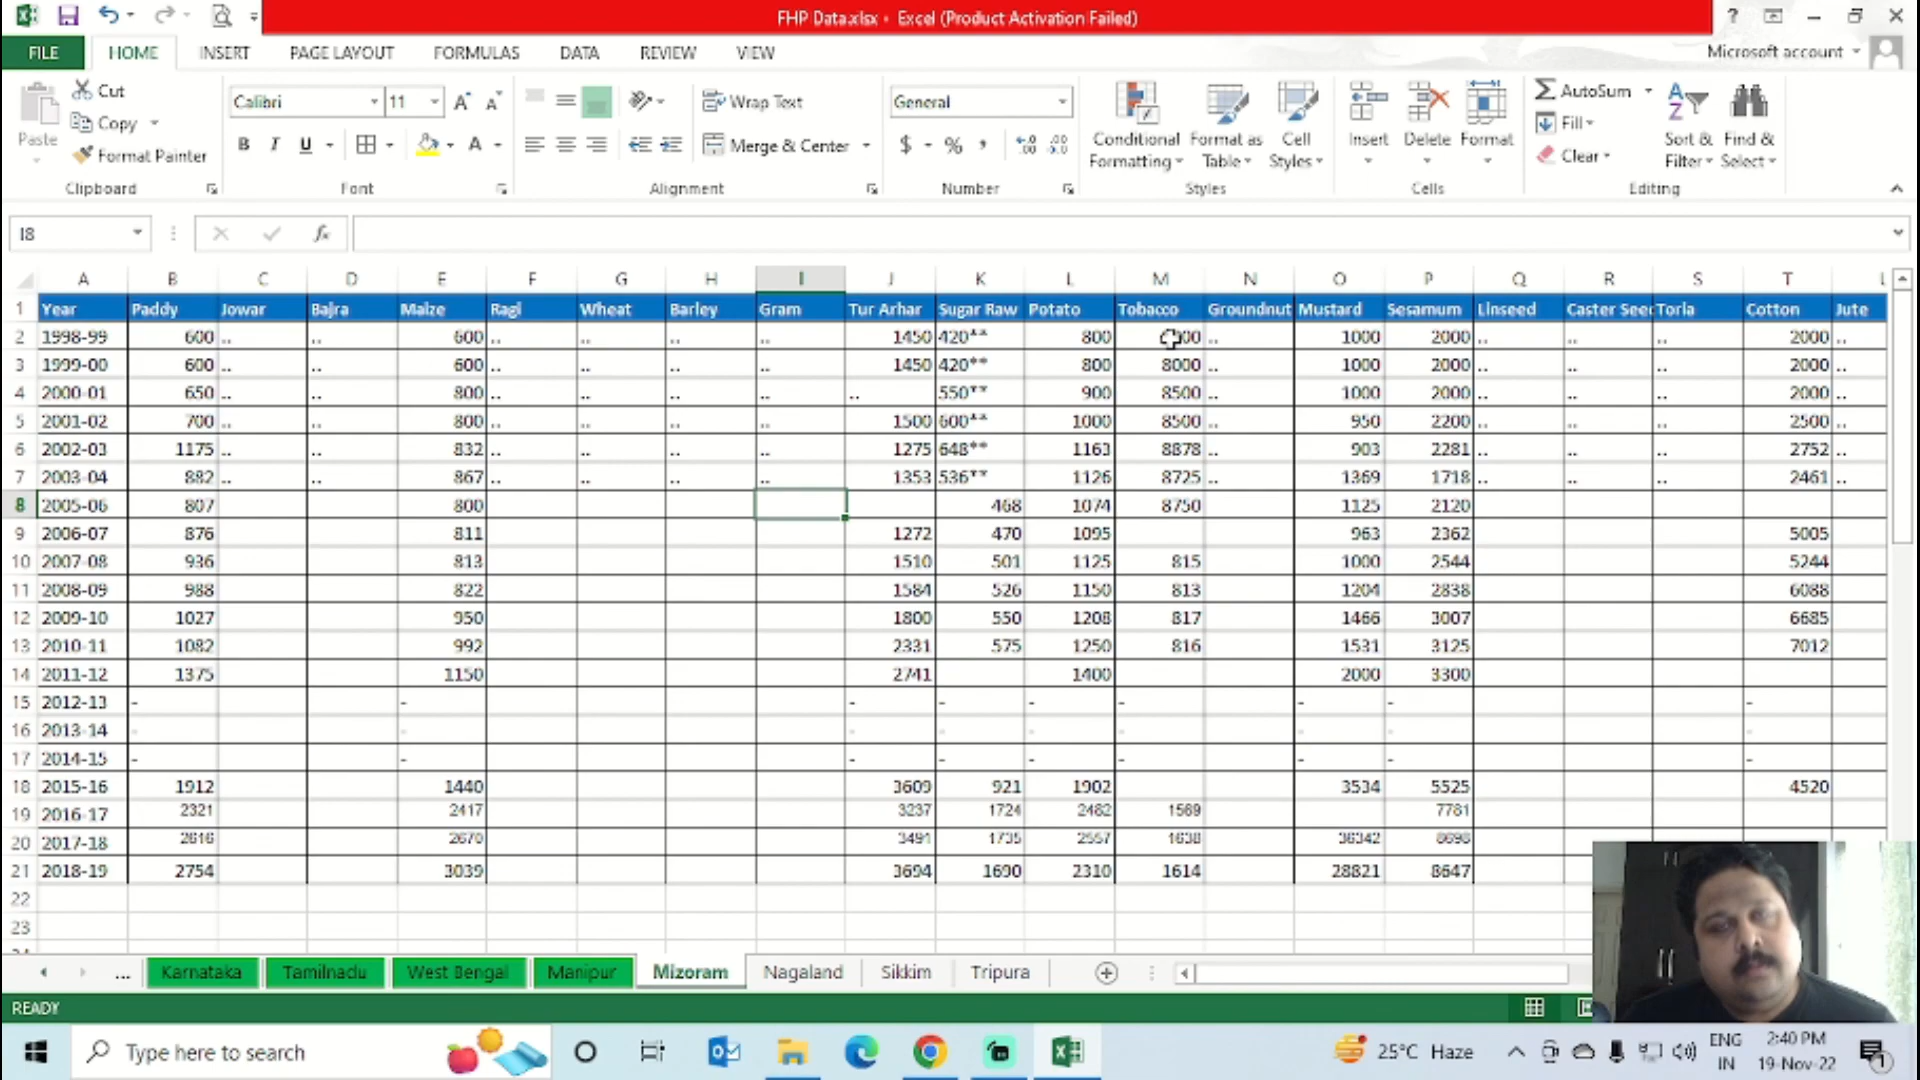 FHP Data.xlsx - Excel (Product Activation Failed)
FILE HOME INSERT PAGE LAYOUT FORMULAS DATA REVIEW VIEW Microsoft account
Cut
Copy
Format Painter
Paste
Calibri 11
Wrap Text
Merge & Center
General
Conditional Formatting
Format as Table
Cell Styles
Insert Delete Format
AutoSum
Fill
Clear
Sort & Filter
Find & Select
Clipboard Font Alignment Number Styles Cells Editing
I8
A B C D E F G H I J K L M N O P Q R S T
1 Year Paddy Jowar Bajra Maize Ragi Wheat Barley Gram Tur Arhar Sugar Raw Potato Tobacco Groundnut Mustard Sesamum Linseed Caster Seed Torla Cotton Jute
2 1998-99 600 .. .. 600 .. .. .. .. 1450 420** 800 .. 1000 2000 .. .. .. 2000 ..
3 1999-00 600 .. .. 600 .. .. .. .. 1450 420** 800 8000 .. 1000 2000 .. .. .. 2000 ..
4 2000-01 650 .. .. 800 .. .. .. .. .. 550** 900 8500 .. 1000 2000 .. .. .. 2000 ..
5 2001-02 700 .. .. 800 .. .. .. .. 1500 600** 1000 8500 .. 950 2200 .. .. .. 2500 ..
6 2002-03 1175 .. .. 832 .. .. .. .. 1275 648** 1163 8878 .. 903 2281 .. .. .. 2752 ..
7 2003-04 882 .. .. 867 .. .. .. .. 1353 536** 1126 8725 .. 1369 1718 .. .. .. 2461 ..
8 2005-06 807 800 468 1074 8750 1125 2120
9 2006-07 876 811 1272 470 1095 963 2362 5005
10 2007-08 936 813 1510 501 1125 815 1000 2544 5244
11 2008-09 988 822 1584 526 1150 813 1204 2838 6088
12 2009-10 1027 950 1800 550 1208 817 1466 3007 6685
13 2010-11 1082 992 2331 575 1250 816 1531 3125 7012
14 2011-12 1375 1150 2741 1400 2000 3300
15 2012-13 - - - - - - - - -
16 2013-14 - - - - - - - - -
17 2014-15 - - - - - - - - -
18 2015-16 1912 1440 3609 921 1902 3534 5525 4520
19 2016-17 2321 2417 3237 1724 2482 1569 7781
20 2017-18 2616 2670 3491 1735 2557 1638 36342 8698
21 2018-19 2754 3039 3694 1690 2310 1614 28821 8647
22
23
... Karnataka Tamilnadu West Bengal Manipur Mizoram Nagaland Sikkim Tripura
READY
Type here to search
25°C Haze
ENG
IN
2:40 PM
19-Nov-22
1